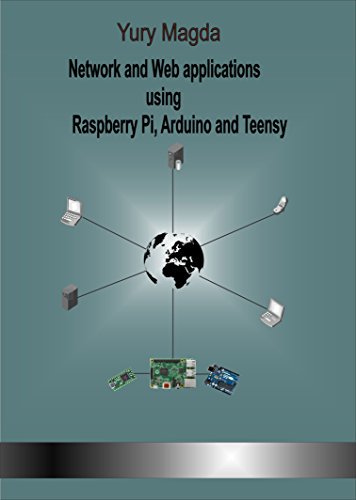 Yury Magda
Network and Web applications
using
Raspberry Pi, Arduino and Teensy